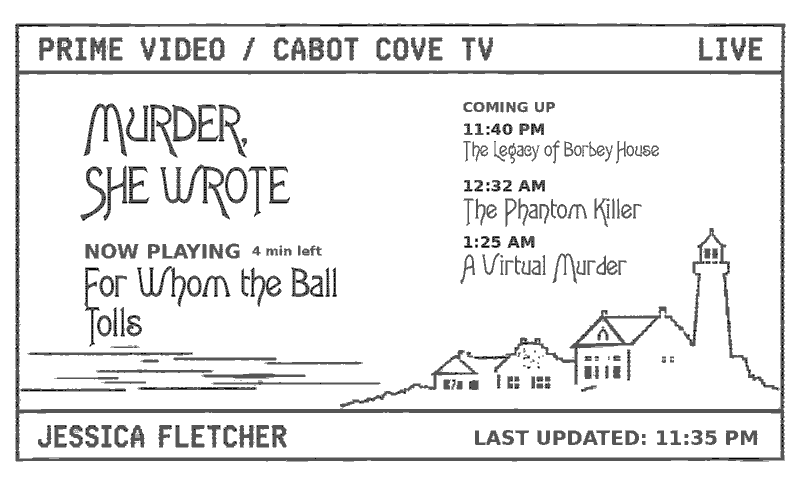 PRIME VIDEO / CABOT COVE TV
LIVE
MURDER,
SHE WROTE
NOW PLAYING 4 min left
For Whom the Ball
Tolls
COMING UP
11:40 PM
The Legacy of Borbey House
12:32 AM
The Phantom Killer
1:25 AM
A Virtual Murder
JESSICA FLETCHER
LAST UPDATED: 11:35 PM